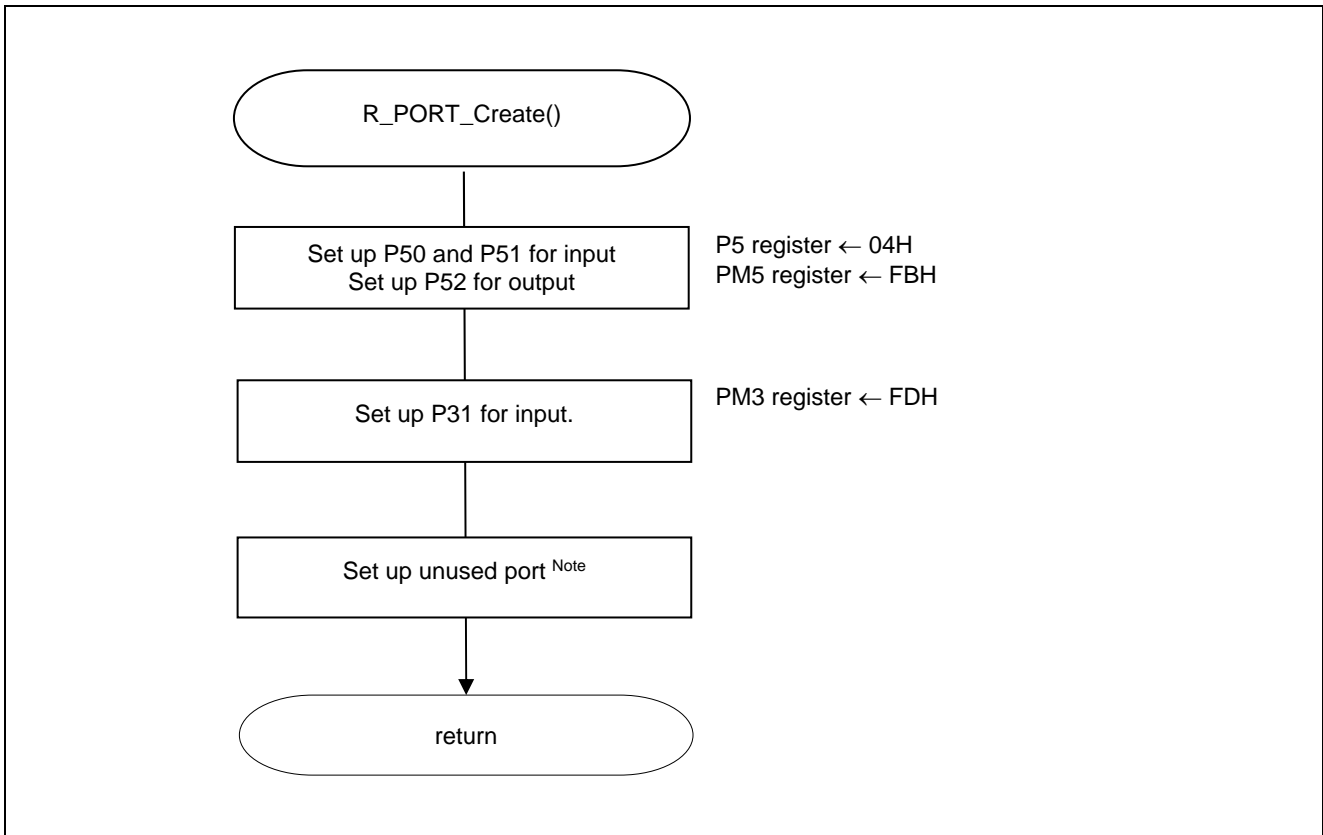 R_PORT_Create()
Set up P50 and P51 for input
Set up P52 for output
P5 register ← 04H
PM5 register ← FBH
Set up P31 for input.
PM3 register ← FDH
Set up unused port Note
return